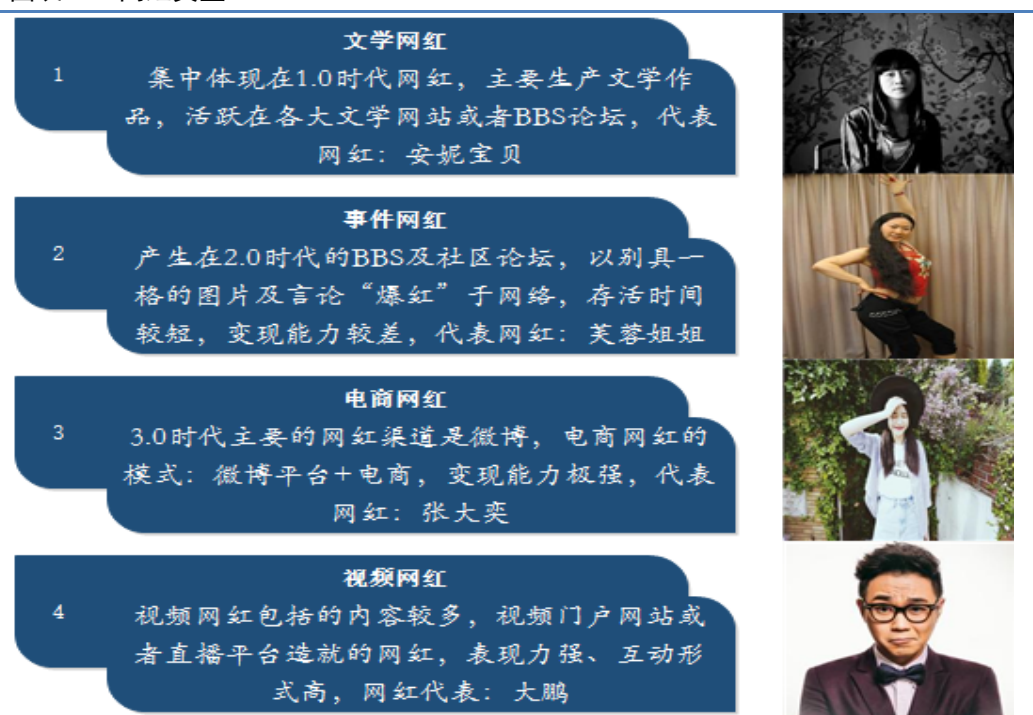 文学网红
1
集中体现在1.0时代网红，主要生产文学作
品，活跃在各大文学网站或者BBS论坛，代表
网红：安妮宝贝
事件网红
2
产生在2.0时代的BBS及社区论坛，以别具一
格的图片及言论“爆红”于网络，存活时间
较短，变现能力较差，代表网红：芙蓉姐姐
电商网红
3
3.0时代主要的网红渠道是微博，电商网红的
模式：微博平台+电商，变现能力极强，代表
网红：张大奕
视频网红
4
视频网红包括的内容较多，视频门户网站或
者直播平台造就的网红，表现力强、互动形
式高，网红代表：大鹏